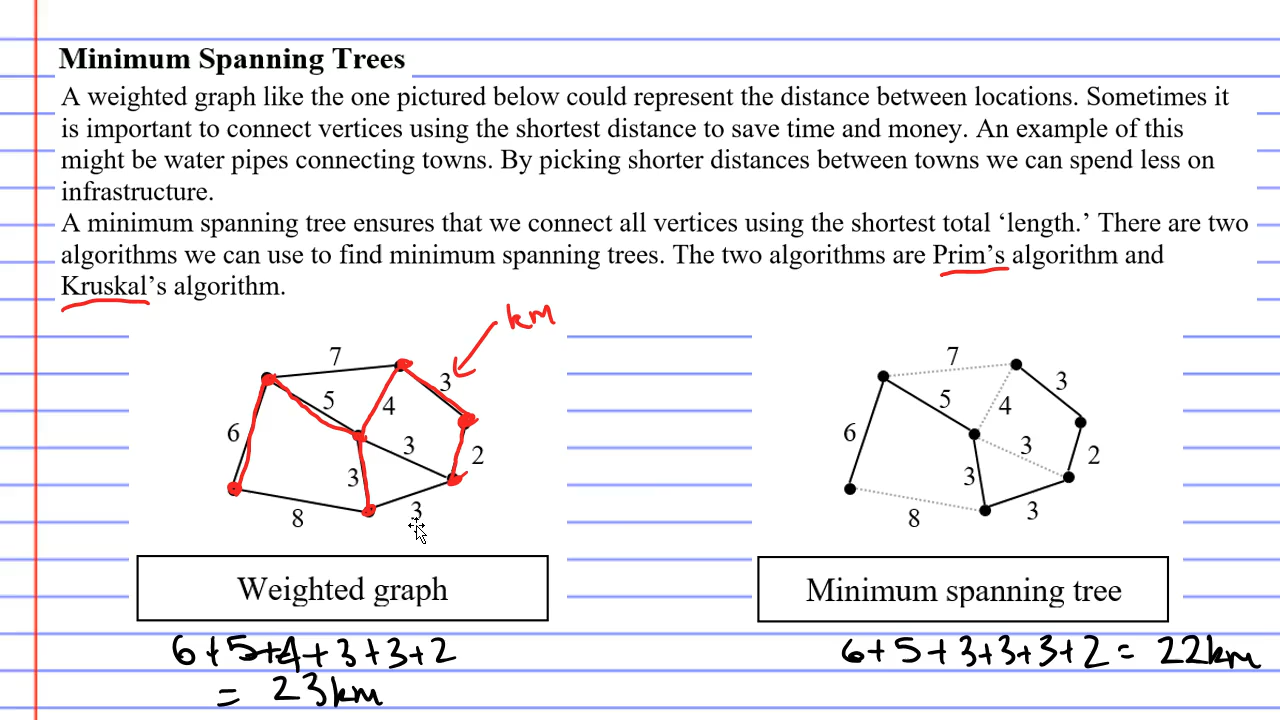 Minimum Spanning Trees
A weighted graph like the one pictured below could represent the distance between locations. Sometimes it
is important to connect vertices using the shortest distance to save time and money. An example of this
might be water pipes connecting towns. By picking shorter distances between towns we can spend less on
infrastructure.
A minimum spanning tree ensures that we connect all vertices using the shortest total ‘length.’ There are two
algorithms we can use to find minimum spanning trees. The two algorithms are Prim’s algorithm and
Kruskal’s algorithm.
km
7
3
5
4
6
3
2
3
8
3
Weighted graph
6+5+4+3+3+2
= 23km
7
3
5
4
6
3
2
3
8
3
Minimum spanning tree
6+5+3+3+3+2 = 22km